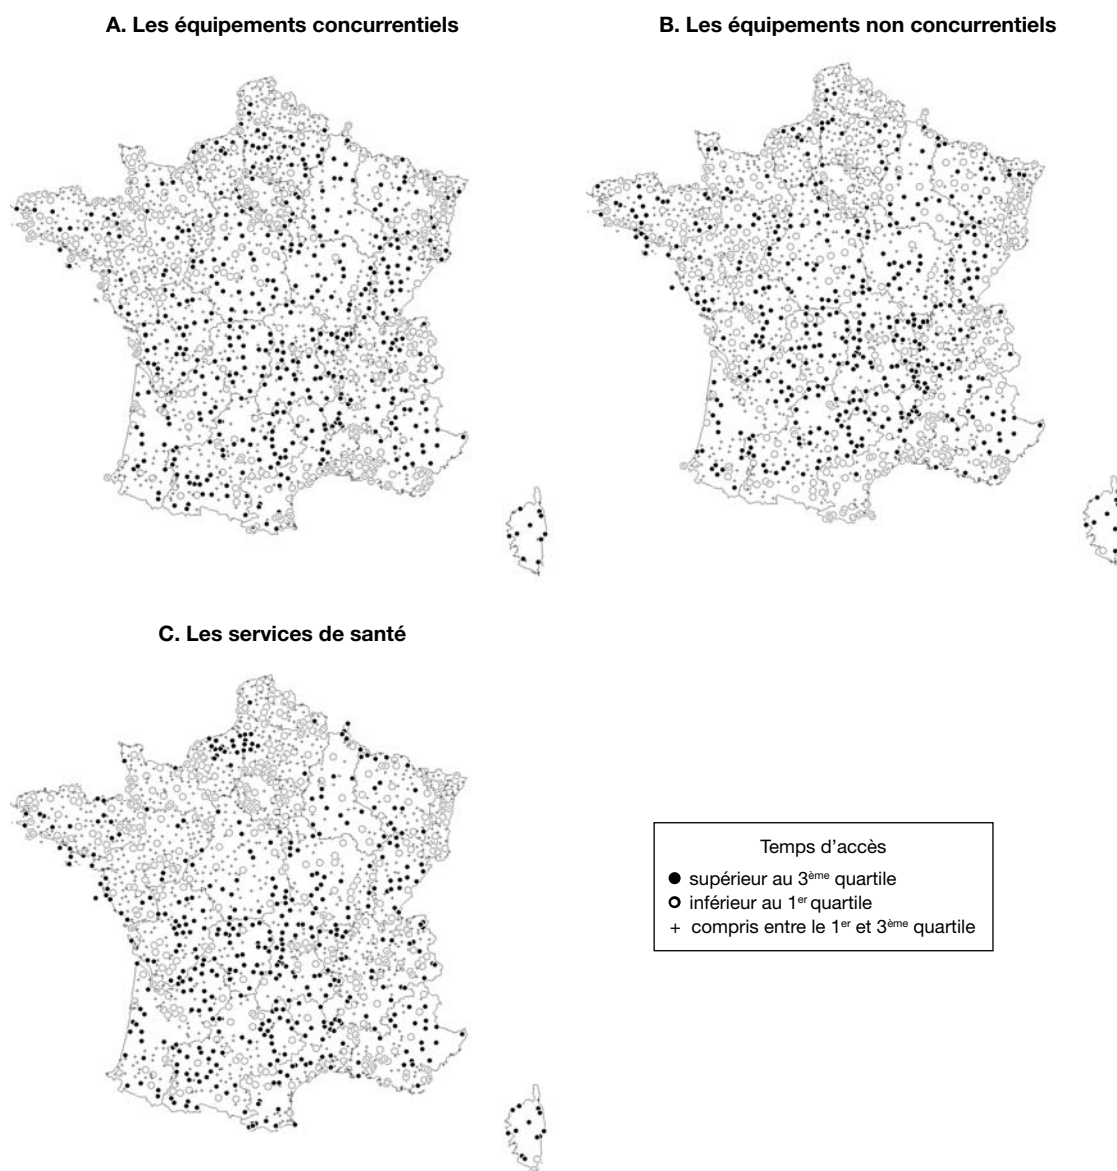 A. Les équipements concurrentiels
B. Les équipements non concurrentiels
C. Les services de santé
Temps d’accès
● supérieur au 3ème quartile
○ inférieur au 1er quartile
+ compris entre le 1er et 3ème quartile